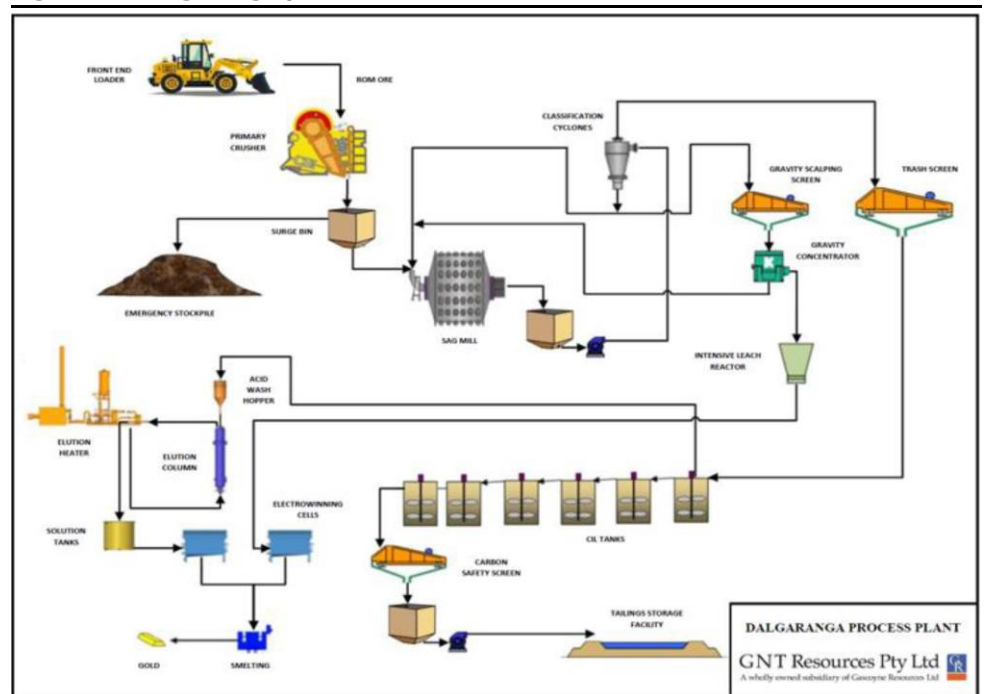 FRONT END
LOADER
ROM ORE
PRIMARY
CRUSHER
CLASSIFICATION
CYCLONES
GRAVITY SCALPING
SCREEN
TRASH SCREEN
SURGE BIN
GRAVITY
CONCENTRATOR
EMERGENCY STOCKPILE
SAG MILL
INTENSIVE LEACH
REACTOR
ACID
WASH
HOPPER
ELUTION
HEATER
ELUTION
COLUMN
ELECTROWINNING
CELLS
SOLUTION
TANKS
CIL TANKS
CARBON
SAFETY SCREEN
TAILINGS STORAGE
FACILITY
GOLD
SMELTING
DALGARANGA PROCESS PLANT
GNT Resources Pty Ltd
A wholly owned subsidiary of Gascoyne Resources Ltd